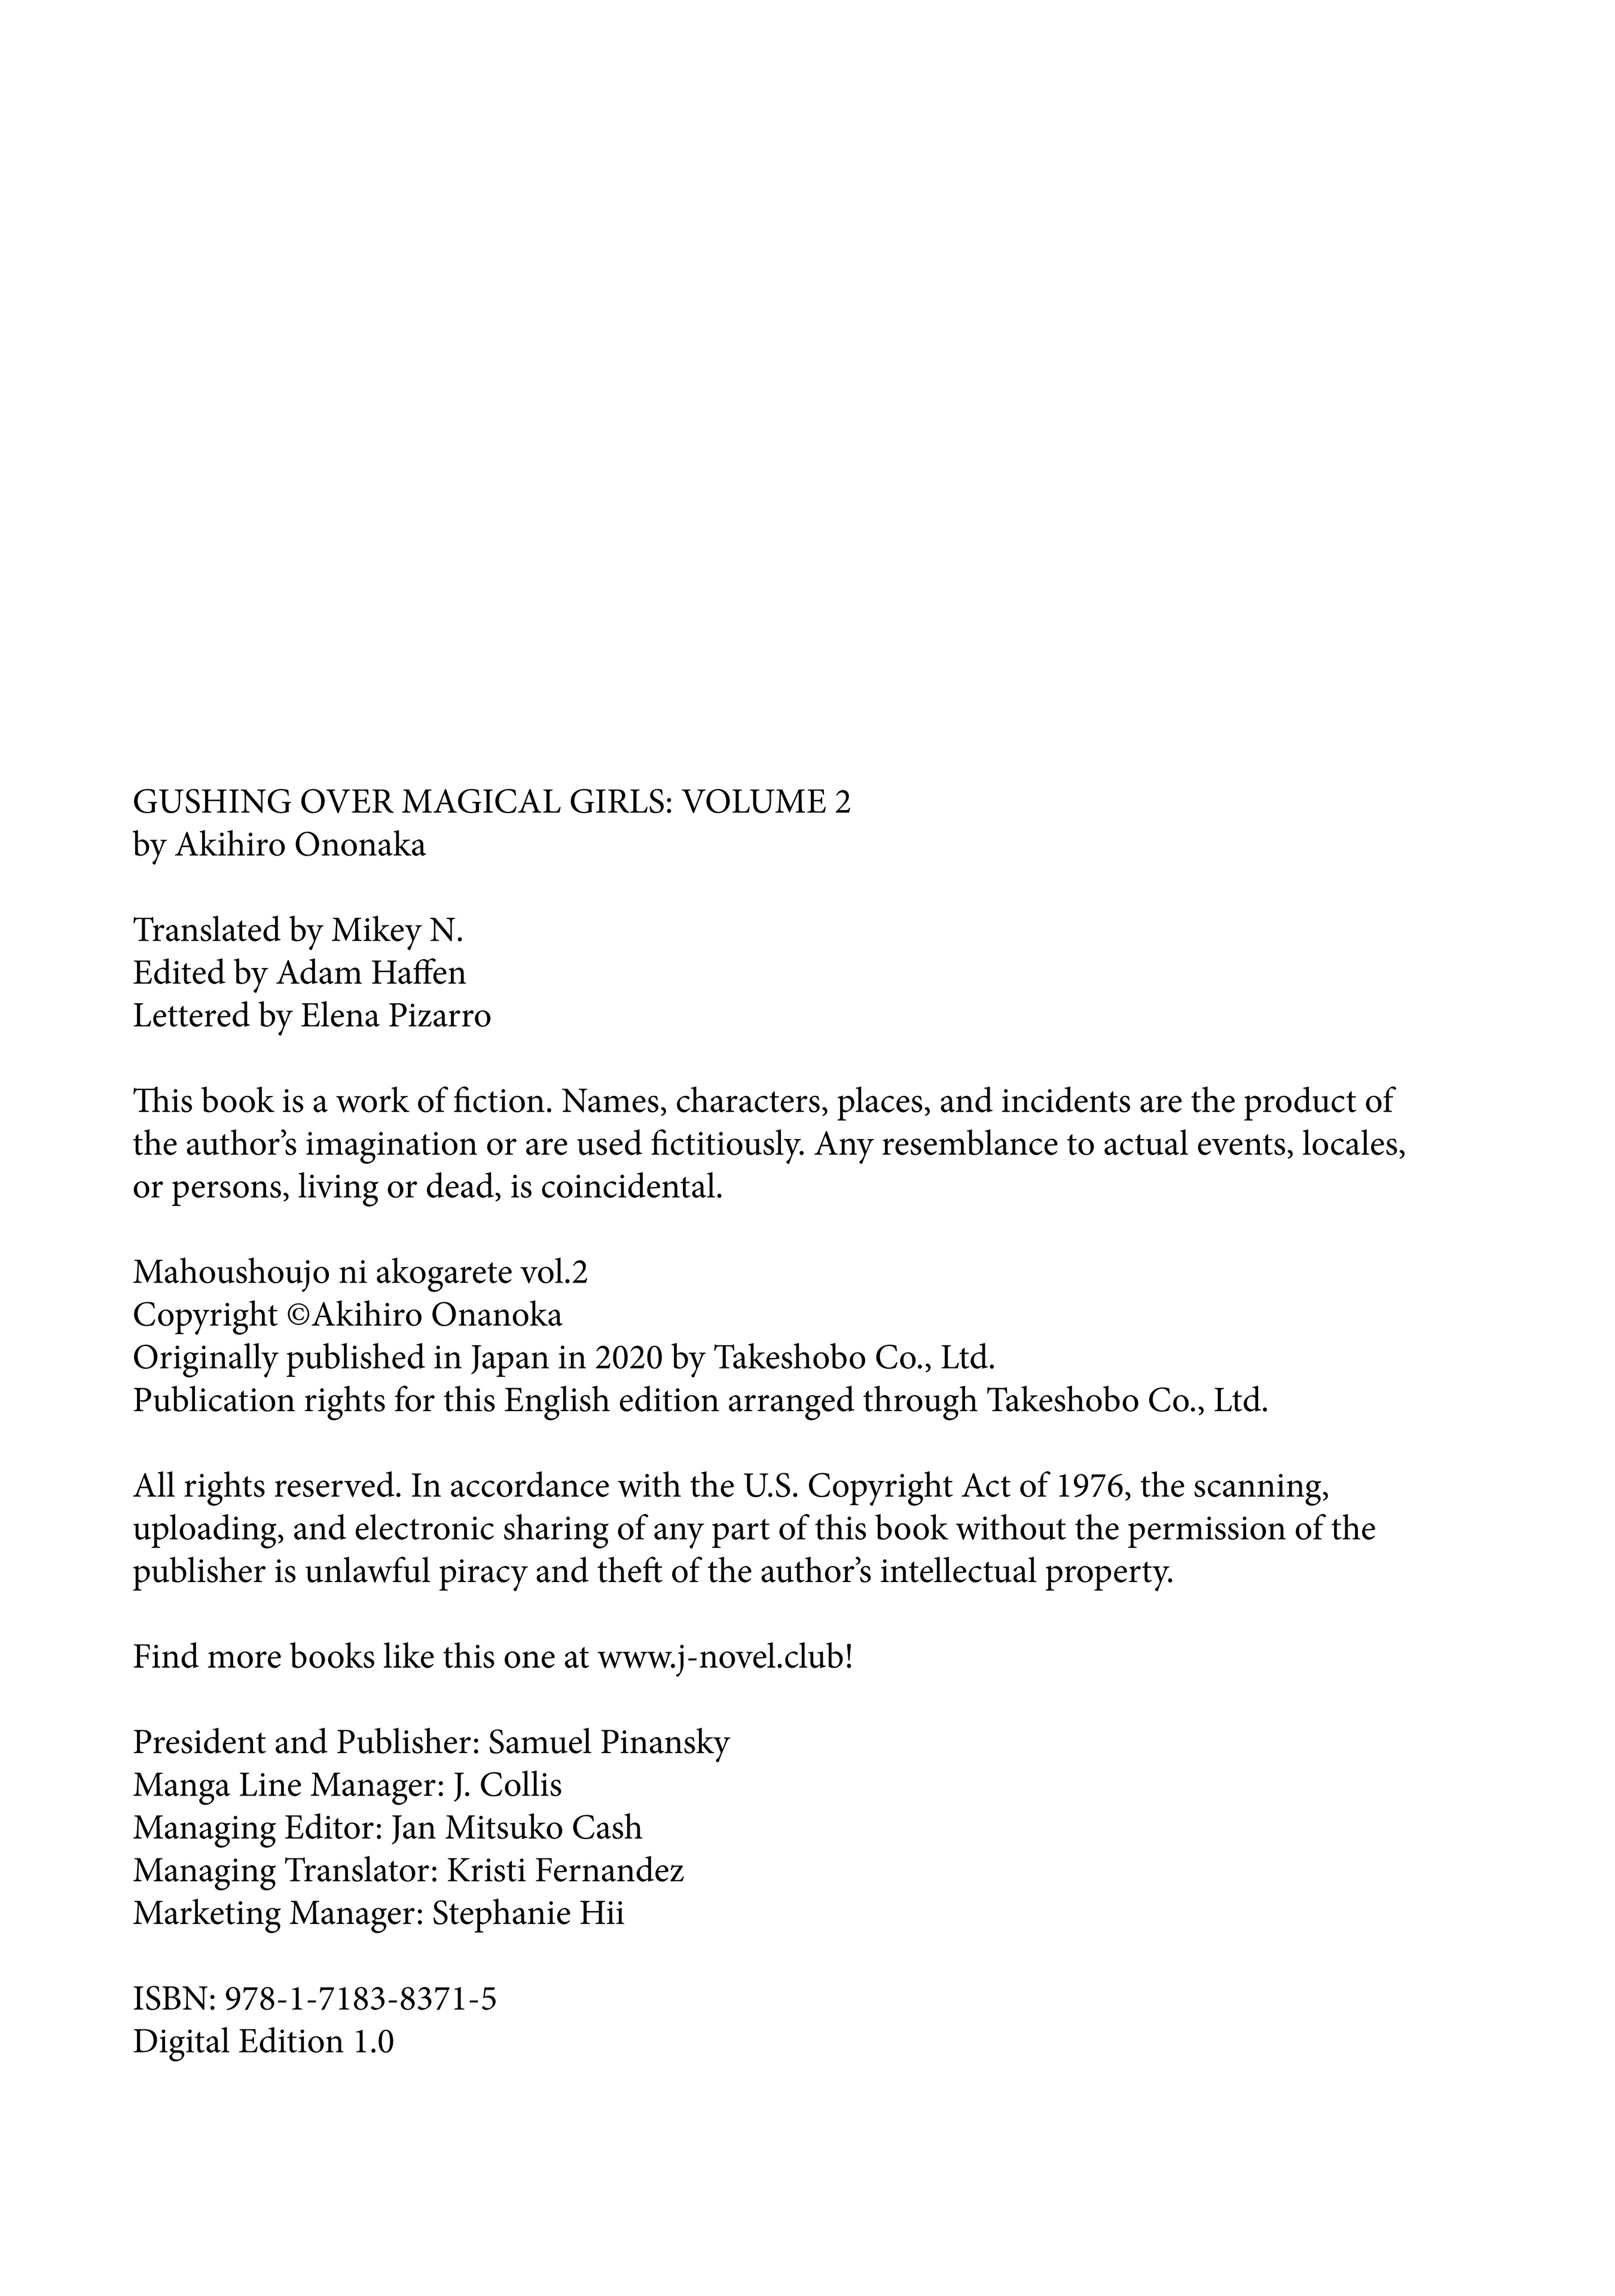 GUSHING OVER MAGICAL GIRLS: VOLUME 2
by Akihiro Ononaka
Translated by Mikey N.
Edited by Adam Haffen
Lettered by Elena Pizarro
This book is a work of fiction. Names, characters, places, and incidents are the product of
the author’s imagination or are used fictitiously. Any resemblance to actual events, locales,
or persons, living or dead, is coincidental.
Mahoushoujo ni akogarete vol.2
Copyright ©Akihiro Onanoka
Originally published in Japan in 2020 by Takeshobo Co., Ltd.
Publication rights for this English edition arranged through Takeshobo Co., Ltd.
All rights reserved. In accordance with the U.S. Copyright Act of 1976, the scanning,
uploading, and electronic sharing of any part of this book without the permission of the
publisher is unlawful piracy and theft of the author’s intellectual property.
Find more books like this one at www.j-novel.club!
President and Publisher: Samuel Pinansky
Manga Line Manager: J. Collis
Managing Editor: Jan Mitsuko Cash
Managing Translator: Kristi Fernandez
Marketing Manager: Stephanie Hii
ISBN: 978-1-7183-8371-5
Digital Edition 1.0